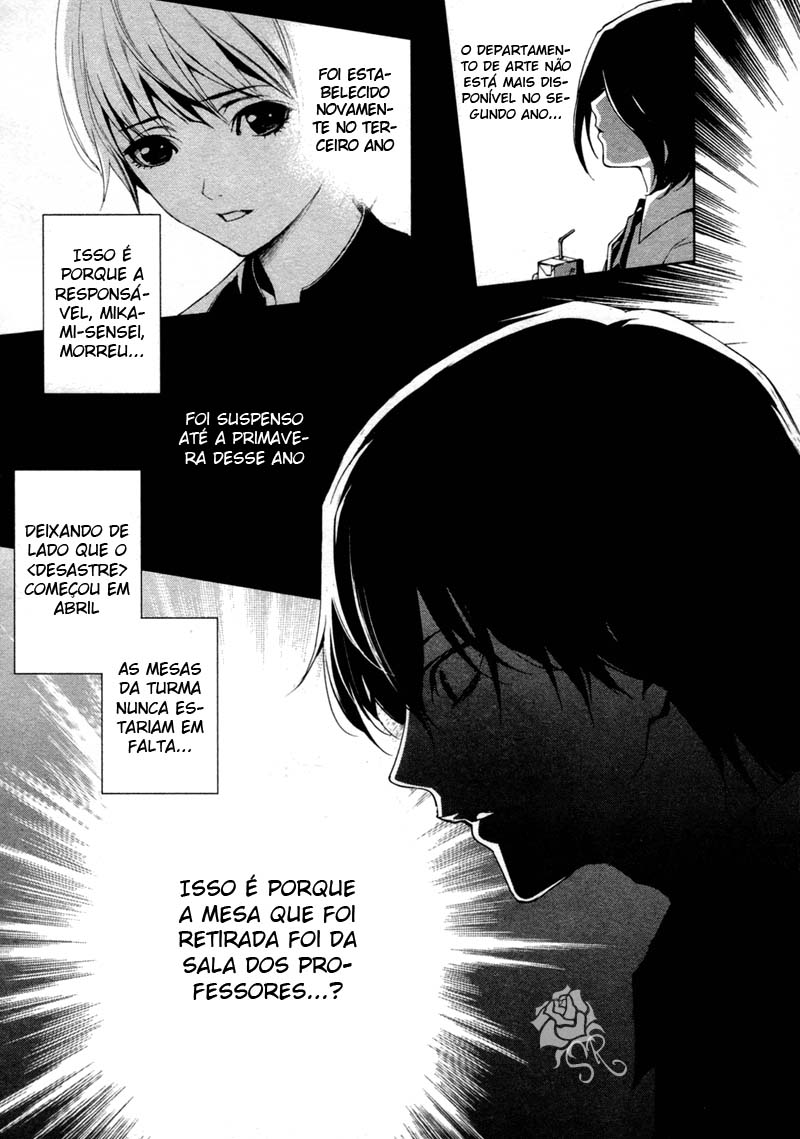 O DEPARTAMEN-
TO DE ARTE NÃO
ESTÁ MAIS DIS-
PONÍVEL NO SE-
GUNDO ANO...
FOI ESTA-
BELECIDO
NOVAMEN-
TE NO TER-
CEIRO ANO
ISSO É
PORQUE A
RESPONSÁ-
VEL, MIKA-
MI-SENSEI,
MORREU...
FOI SUSPENSO
ATÉ A PRIMAVE-
RA DESSE ANO
DEIXANDO DE
LADO QUE O
<DESASTRE>
COMEÇOU EM
ABRIL
AS MESAS
DA TURMA
NUNCA ES-
TARIAM EM
FALTA...
ISSO É PORQUE
A MESA QUE FOI
RETIRADA FOI DA
SALA DOS PRO-
FESSORES...?
SR